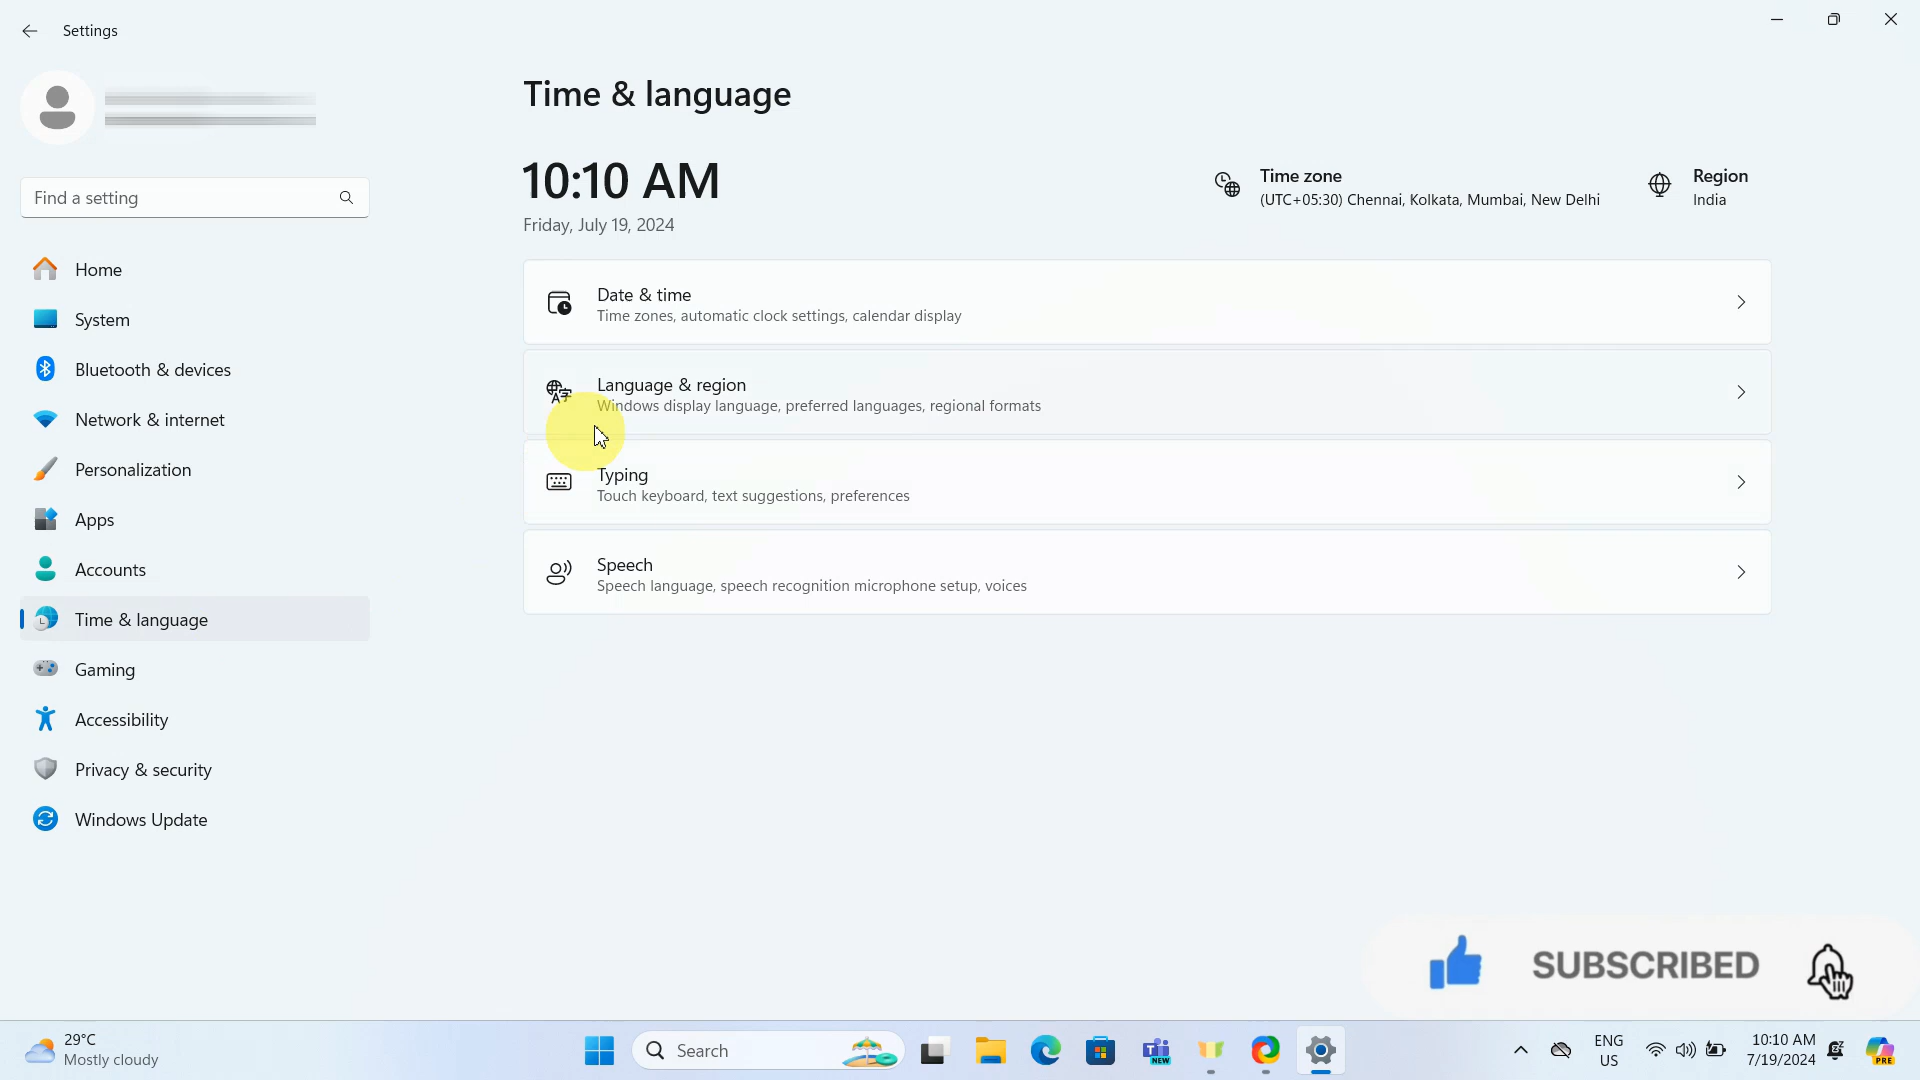 Settings
Find a setting
Home
System
Bluetooth & devices
Network & internet
Personalization
Apps
Accounts
Time & language
Gaming
Accessibility
Privacy & security
Windows Update
Time & language
10:10 AM
Friday, July 19, 2024
Time zone
(UTC+05:30) Chennai, Kolkata, Mumbai, New Delhi
Region
India
Date & time
Time zones, automatic clock settings, calendar display
Language & region
Windows display language, preferred languages, regional formats
Typing
Touch keyboard, text suggestions, preferences
Speech
Speech language, speech recognition microphone setup, voices
SUBSCRIBED
29°C
Mostly cloudy
Search
NEW
ENG
US
10:10 AM
7/19/2024
PRE